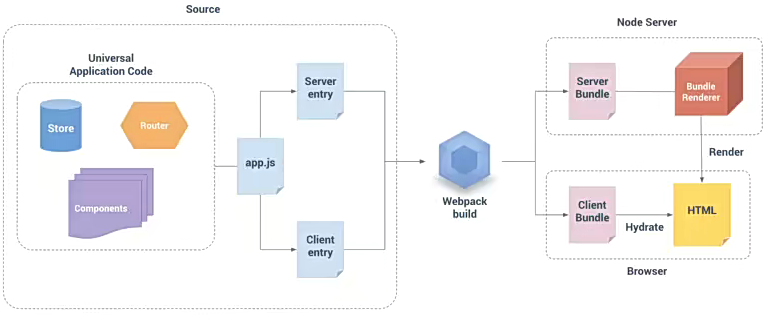 Source
Node Server
Universal
Application Code
Store
Router
Components
app.js
Server
entry
Client
entry
Webpack
build
Server
Bundle
Bundle
Renderer
Render
Client
Bundle
Hydrate
HTML
Browser